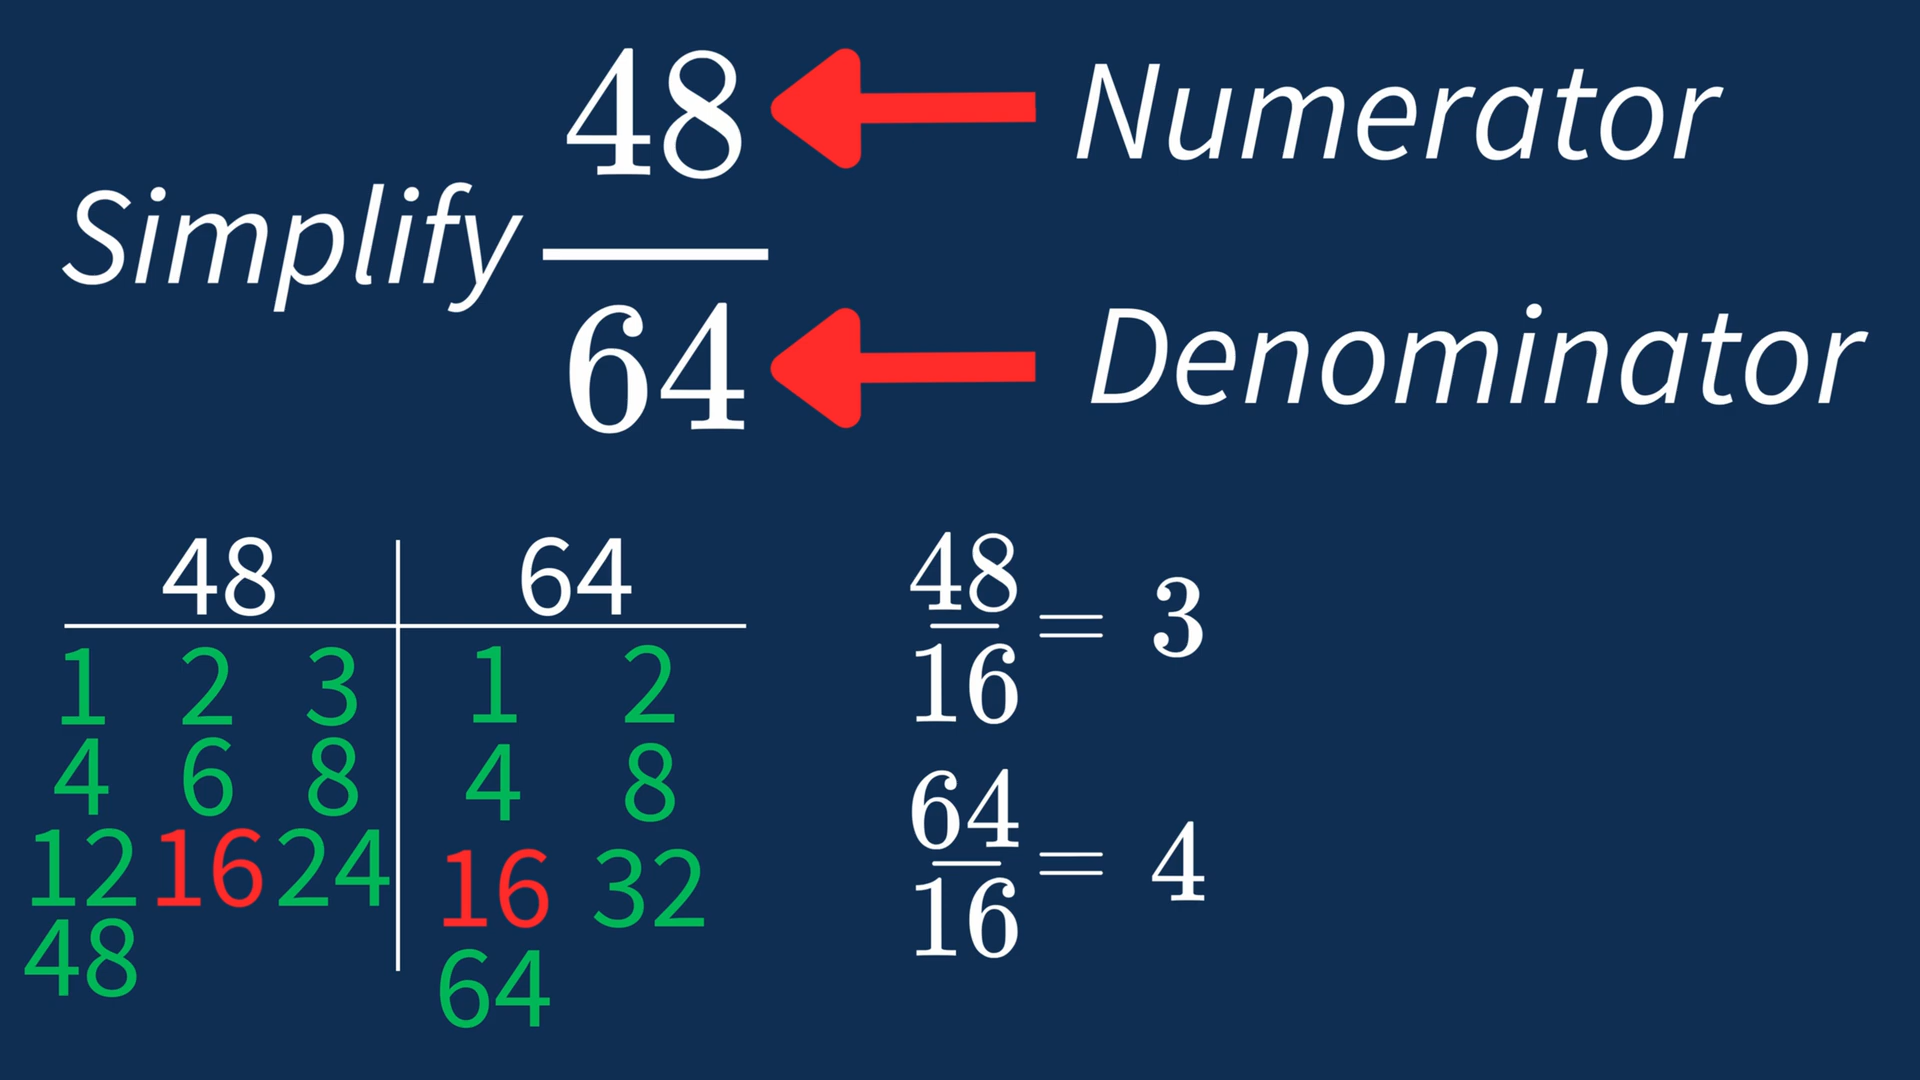 Simplify 48/64
Numerator
Denominator
48 64
1 2 3 1 2
4 6 8 4 8
12 16 24 16 32
48 64
48/16 = 3
64/16 = 4